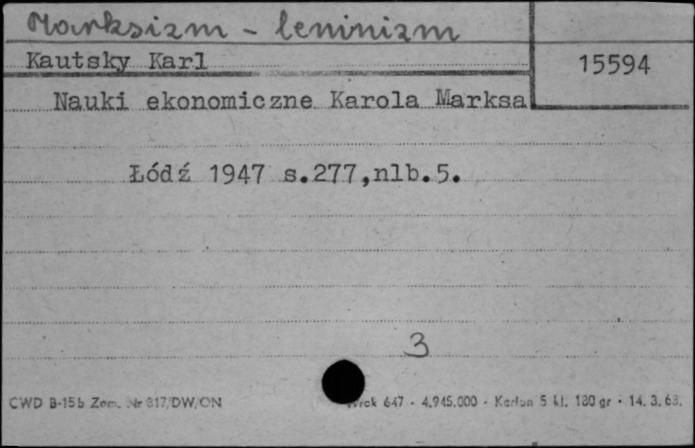 Marksizm - leninizm
Kautsky Karl
15594
Nauki ekonomiczne Karola Marksa
Łódź 1947 s.277,nlb.5.
3
CWD B-15b Zam. Nr 317/DW/ON
647 - 4.945.000 - Karton 5 kl. 180 gr - 14. 3. 63.